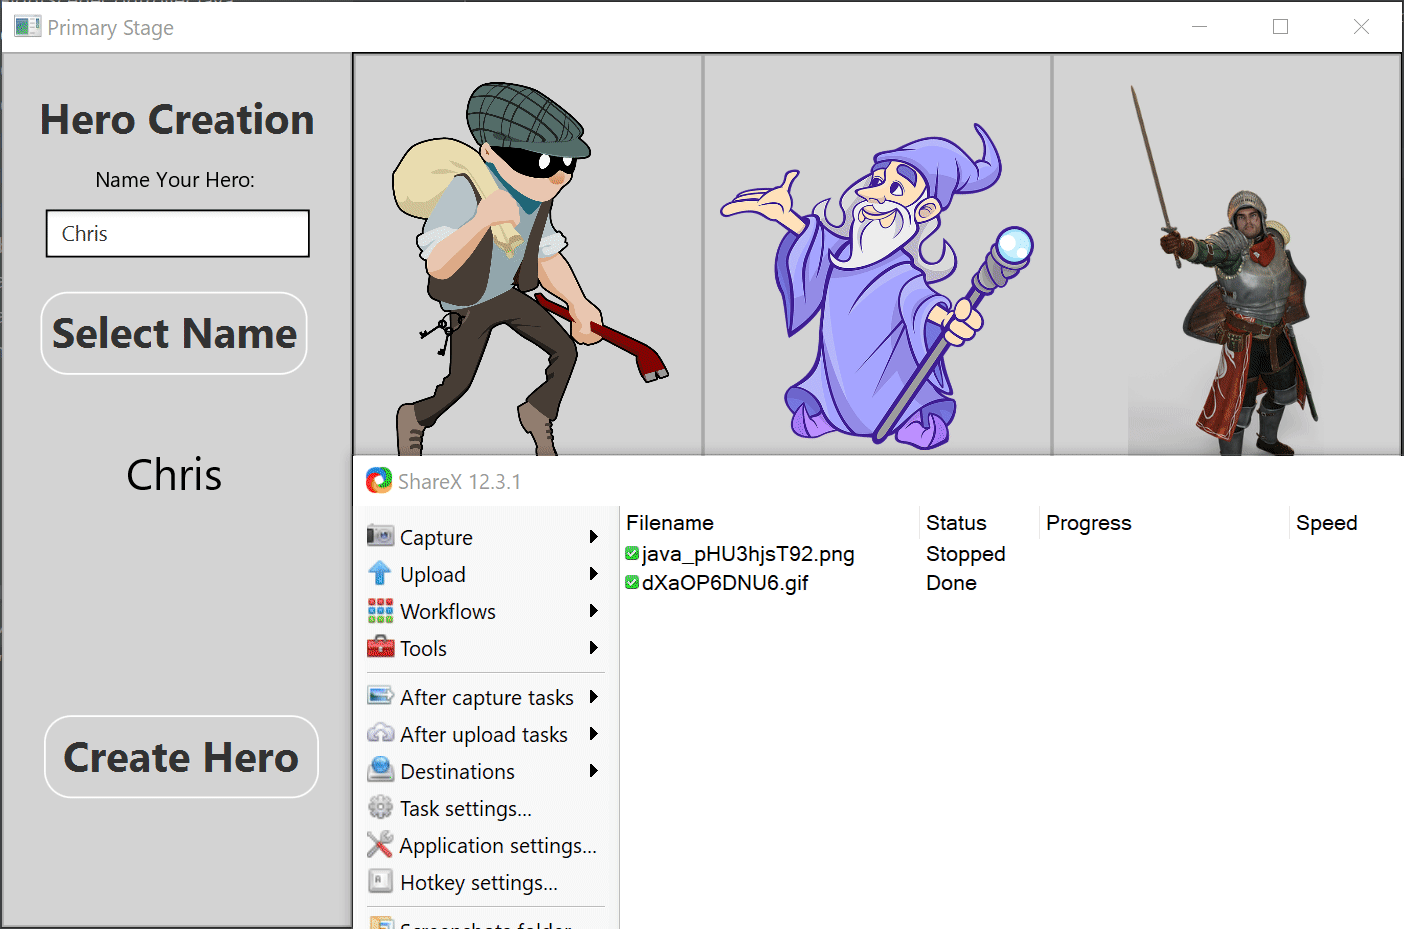 Primary Stage
Hero Creation
Name Your Hero:
Chris
Select Name
Chris
Create Hero
ShareX 12.3.1
Capture
Upload
Workflows
Tools
After capture tasks
After upload tasks
Destinations
Task settings...
Application settings...
Hotkey settings...
Screenshots folder
Filename Status Progress Speed
java_pHU3hjsT92.png Stopped
dXaOP6DNU6.gif Done